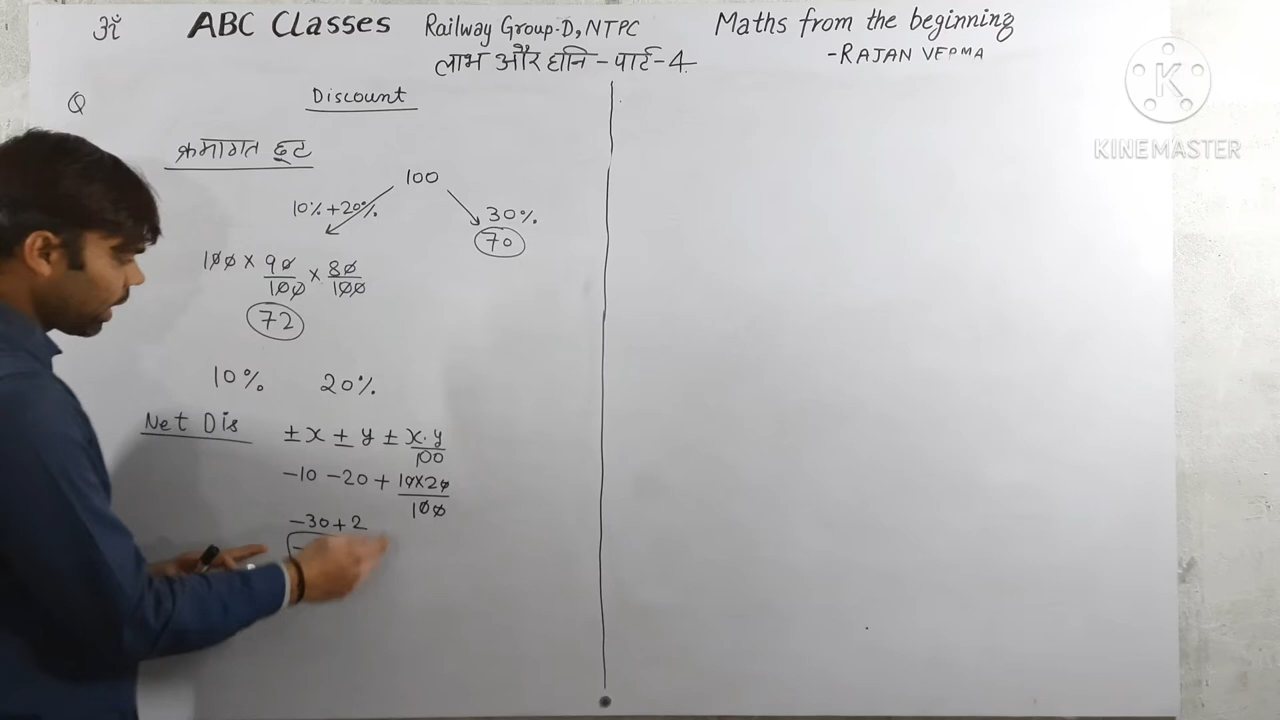 ॐ ABC Classes Railway Group-D, NTPC Maths from the beginning
लाभ और हानि - पार्ट-4 -RAJAN VERMA
Q Discount
K
KINEMASTER
क्रमागत छूट
100
10%+20% 30%
70
100 × 90/100 × 80/100
72
10% 20%
Net Dis ± x ± y ± x.y/100
-10 -20 + 10×20/100
-30+2